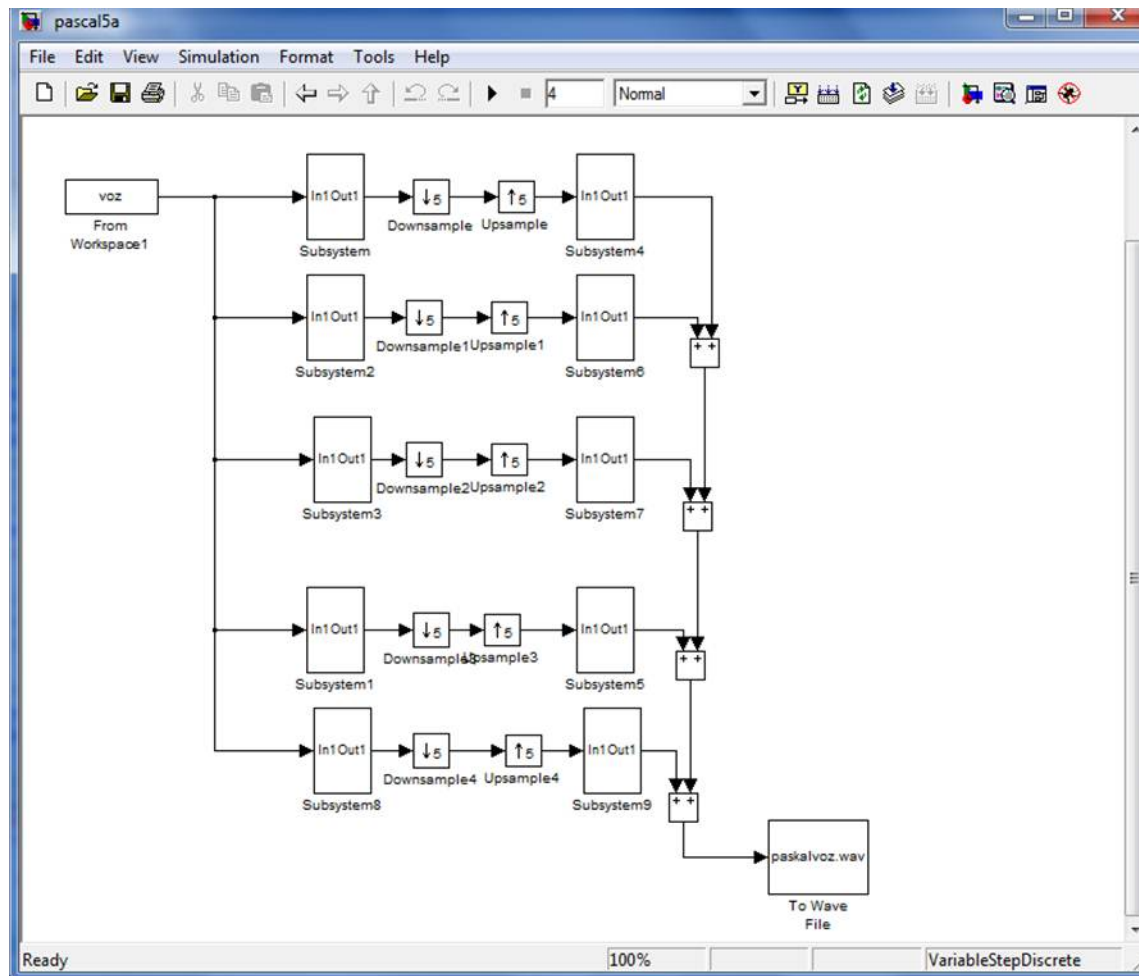 pascal5a
File Edit View Simulation Format Tools Help
4 Normal
voz
From
Workspace1
In1 Out1
Subsystem
↓5
Downsample
↑5
Upsample
In1 Out1
Subsystem4
In1 Out1
Subsystem2
↓5
Downsample1
↑5
Upsample1
In1 Out1
Subsystem6
+ +
In1 Out1
Subsystem3
↓5
Downsample2
↑5
Upsample2
In1 Out1
Subsystem7
+ +
In1 Out1
Subsystem1
↓5
Downsample3
↑5
Upsample3
In1 Out1
Subsystem5
+ +
In1 Out1
Subsystem8
↓5
Downsample4
↑5
Upsample4
In1 Out1
Subsystem9
+ +
paskalvoz.wav
To Wave
File
Ready 100% VariableStepDiscrete